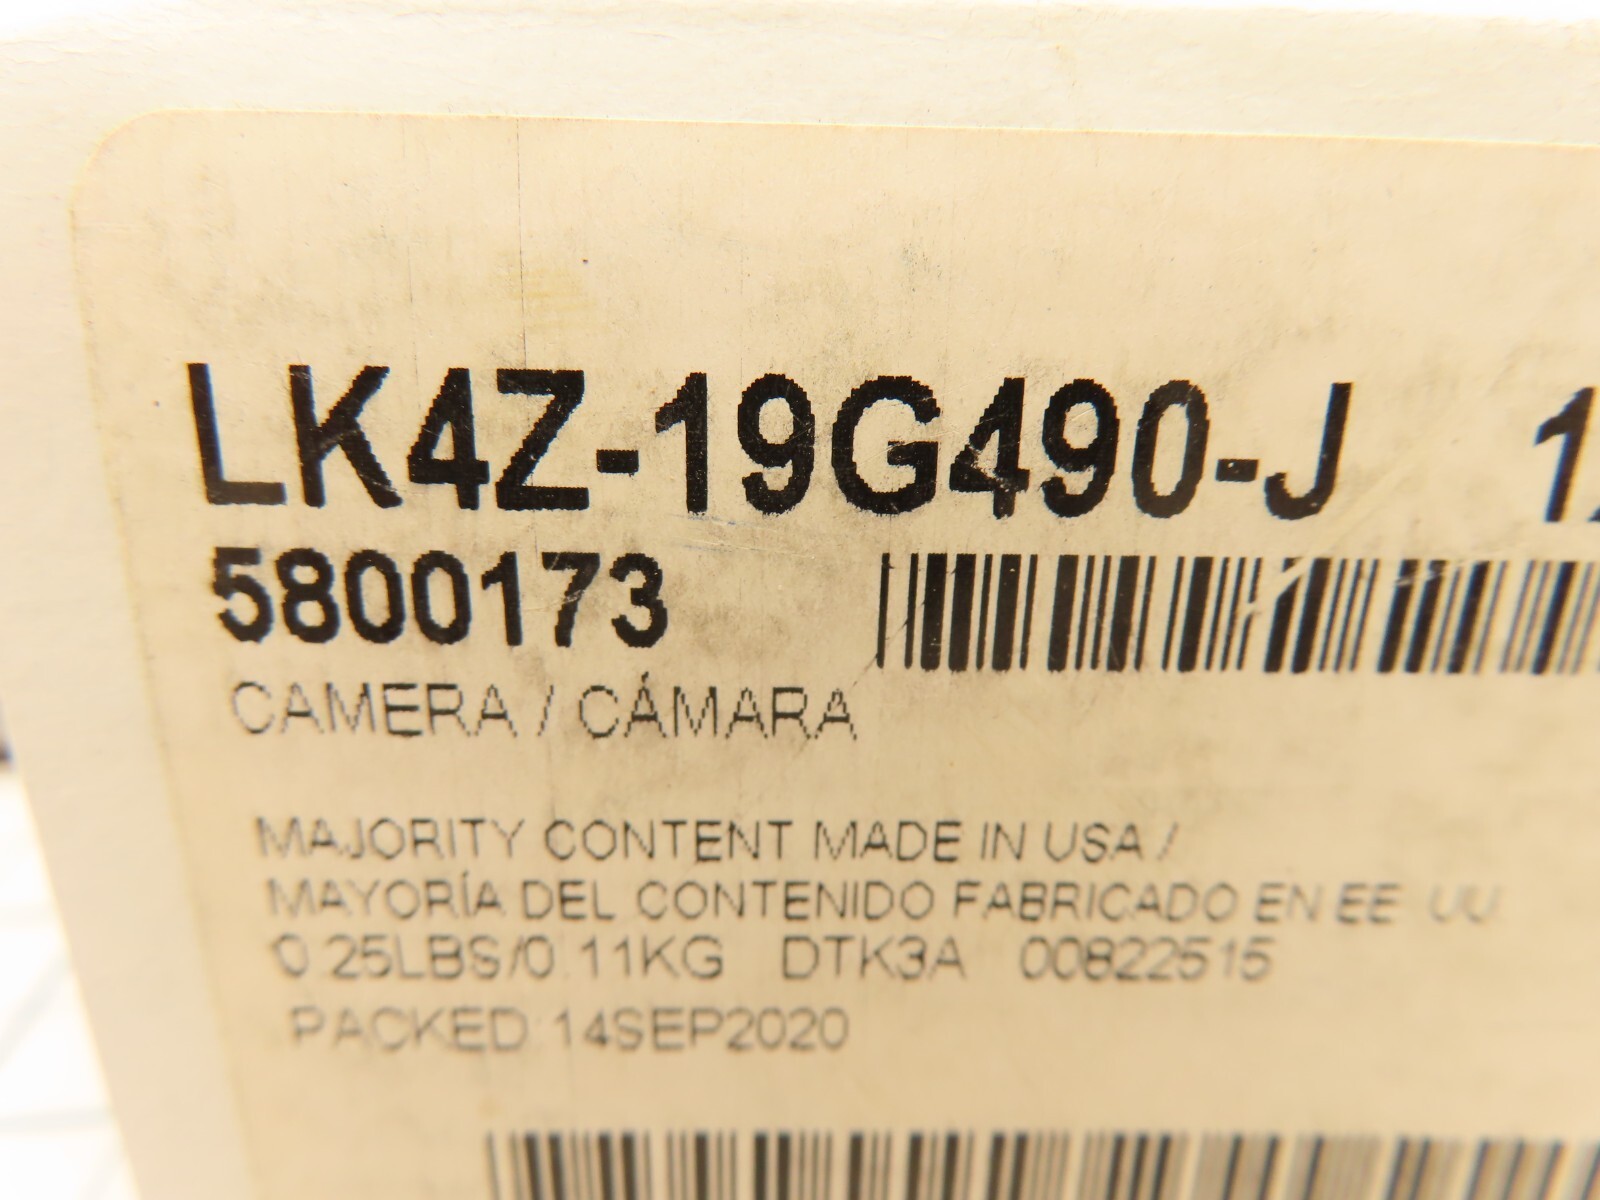 LK4Z-19G490-J 1
5800173
CAMERA / CÁMARA
MAJORITY CONTENT MADE IN USA /
MAYORÍA DEL CONTENIDO FABRICADO EN EE UU
0.25LBS/0.11KG DTK3A 00822515
PACKED 14SEP2020